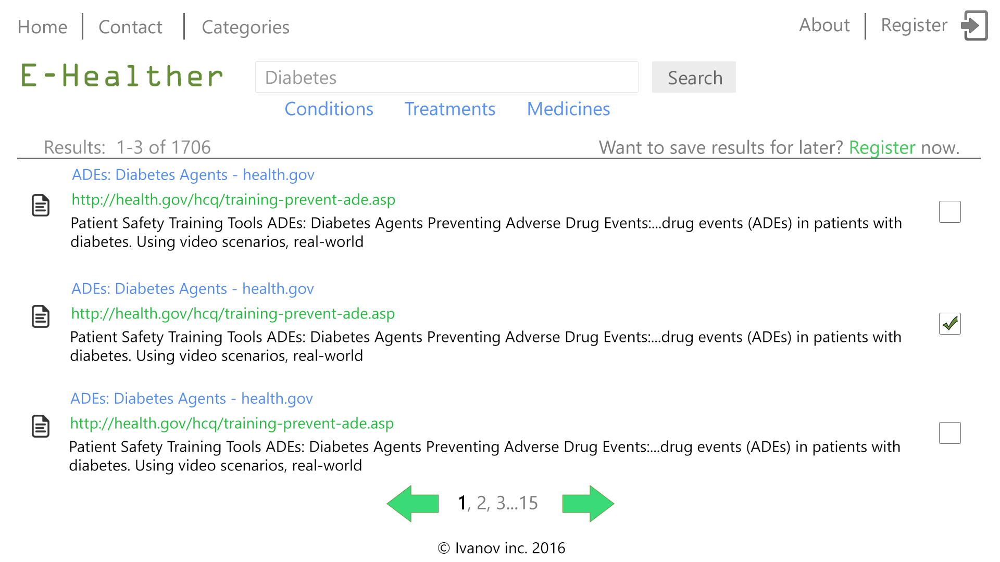 Home | Contact | Categories
About | Register
E-Healther
Diabetes
Search
Conditions Treatments Medicines
Results: 1-3 of 1706
Want to save results for later? Register now.
ADEs: Diabetes Agents - health.gov
http://health.gov/hcq/training-prevent-ade.asp
Patient Safety Training Tools ADEs: Diabetes Agents Preventing Adverse Drug Events:...drug events (ADEs) in patients with
diabetes. Using video scenarios, real-world
ADEs: Diabetes Agents - health.gov
http://health.gov/hcq/training-prevent-ade.asp
Patient Safety Training Tools ADEs: Diabetes Agents Preventing Adverse Drug Events:...drug events (ADEs) in patients with
diabetes. Using video scenarios, real-world
ADEs: Diabetes Agents - health.gov
http://health.gov/hcq/training-prevent-ade.asp
Patient Safety Training Tools ADEs: Diabetes Agents Preventing Adverse Drug Events:...drug events (ADEs) in patients with
diabetes. Using video scenarios, real-world
1, 2, 3...15
© Ivanov inc. 2016